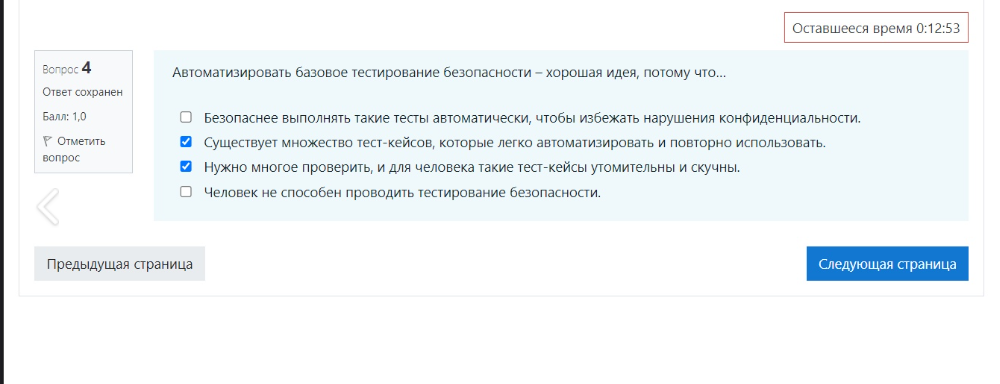 Оставшееся время 0:12:53
Вопрос 4
Ответ сохранен
Балл: 1,0
Отметить
вопрос
Автоматизировать базовое тестирование безопасности – хорошая идея, потому что...
Безопаснее выполнять такие тесты автоматически, чтобы избежать нарушения конфиденциальности.
Существует множество тест-кейсов, которые легко автоматизировать и повторно использовать.
Нужно многое проверить, и для человека такие тест-кейсы утомительны и скучны.
Человек не способен проводить тестирование безопасности.
Предыдущая страница
Следующая страница